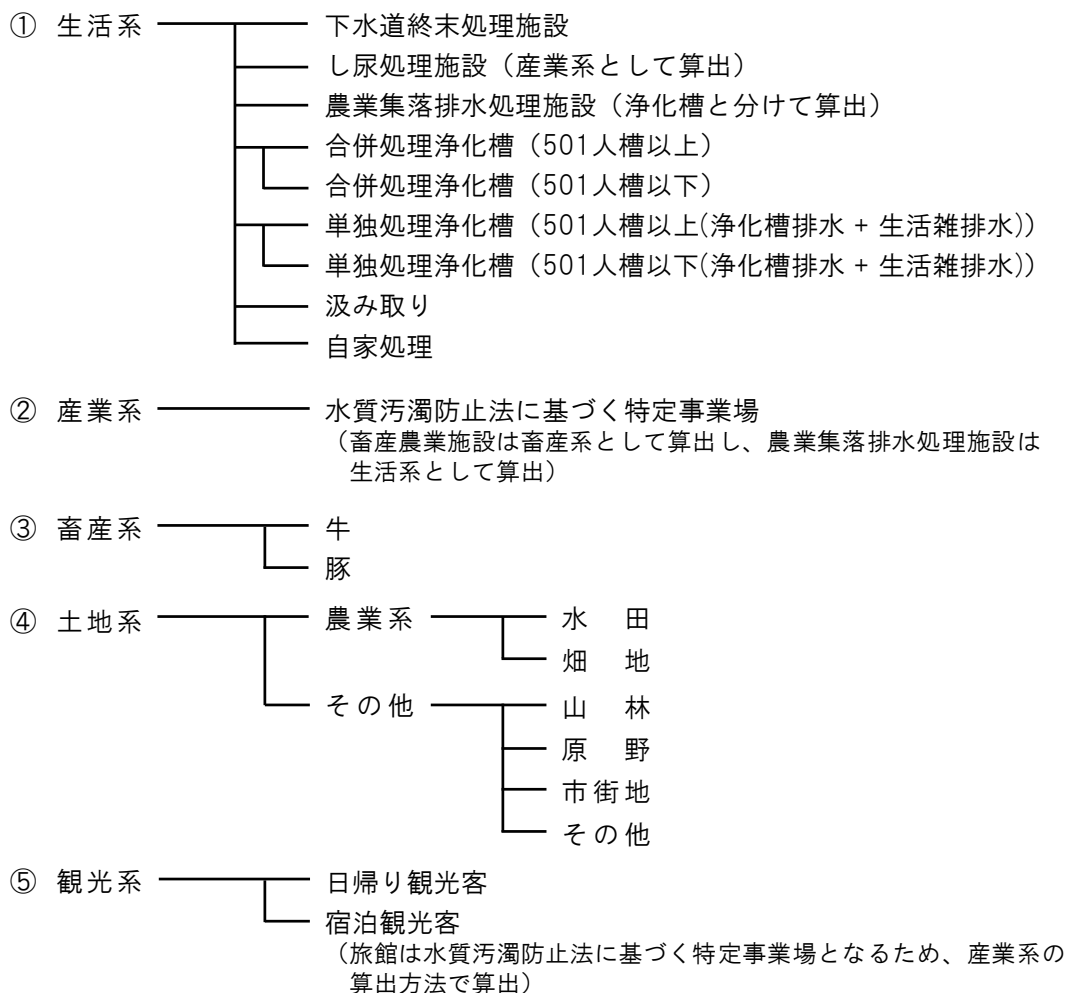 ① 生活系 下水道終末処理施設
し尿処理施設（産業系として算出）
農業集落排水処理施設（浄化槽と分けて算出）
合併処理浄化槽（501人槽以上）
合併処理浄化槽（501人槽以下）
単独処理浄化槽（501人槽以上(浄化槽排水 + 生活雑排水)）
単独処理浄化槽（501人槽以下(浄化槽排水 + 生活雑排水)）
汲み取り
自家処理
② 産業系 水質汚濁防止法に基づく特定事業場
（畜産農業施設は畜産系として算出し、農業集落排水処理施設は
生活系として算出）
③ 畜産系 牛
豚
④ 土地系 農業系 水 田
畑 地
その他 山 林
原 野
市街地
その他
⑤ 観光系 日帰り観光客
宿泊観光客
（旅館は水質汚濁防止法に基づく特定事業場となるため、産業系の
算出方法で算出）